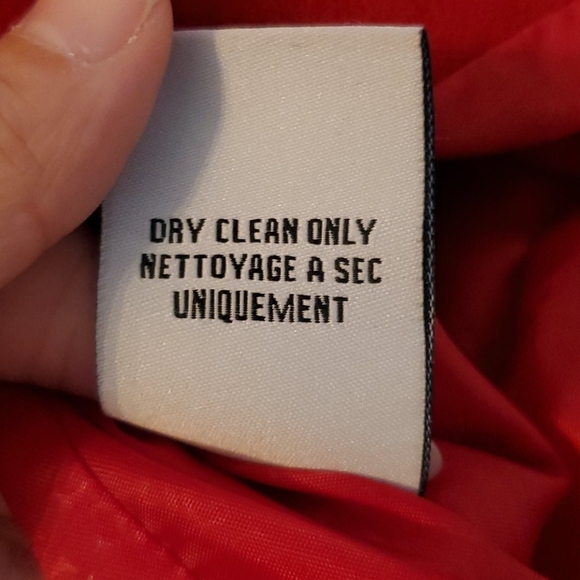 DRY CLEAN ONLY
NETTOYAGE A SEC
UNIQUEMENT